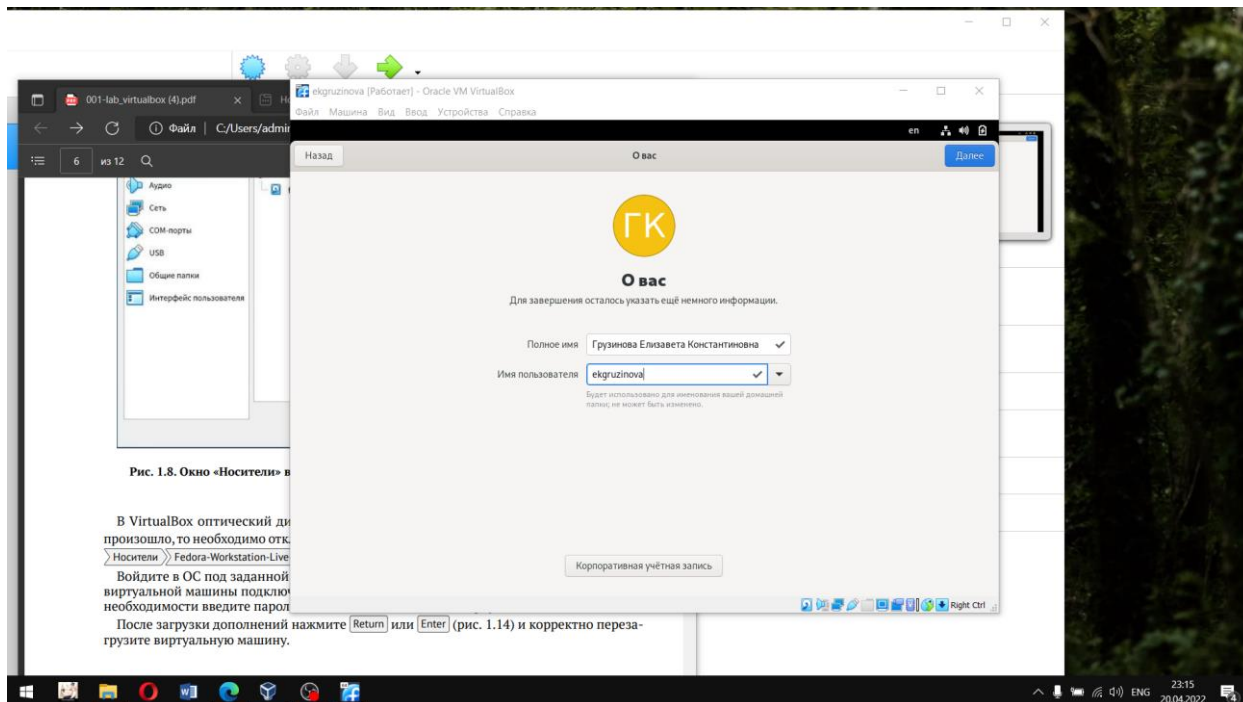 001-lab_virtualbox (4).pdf
Файл | C:/Users/admin
6 из 12
Аудио
Сеть
COM-порты
USB
Общие папки
Интерфейс пользователя
Рис. 1.8. Окно «Носители» в
В VirtualBox оптический ди
произошло, то необходимо отк
Носители Fedora-Workstation-Live
Войдите в ОС под заданной
виртуальной машины подключ
необходимости введите парол
После загрузки дополнений нажмите Return или Enter (рис. 1.14) и корректно переза-
грузите виртуальную машину.
ekgruzinova [Работает] - Oracle VM VirtualBox
Файл Машина Вид Ввод Устройства Справка
en
Назад
О вас
Далее
ГК
О вас
Для завершения осталось указать ещё немного информации.
Полное имя Грузинова Елизавета Константиновна
Имя пользователя ekgruzinova
Будет использовано для именования вашей домашней
папки; не может быть изменено.
Корпоративная учётная запись
Right Ctrl
ENG
23:15
20.04.2022
4